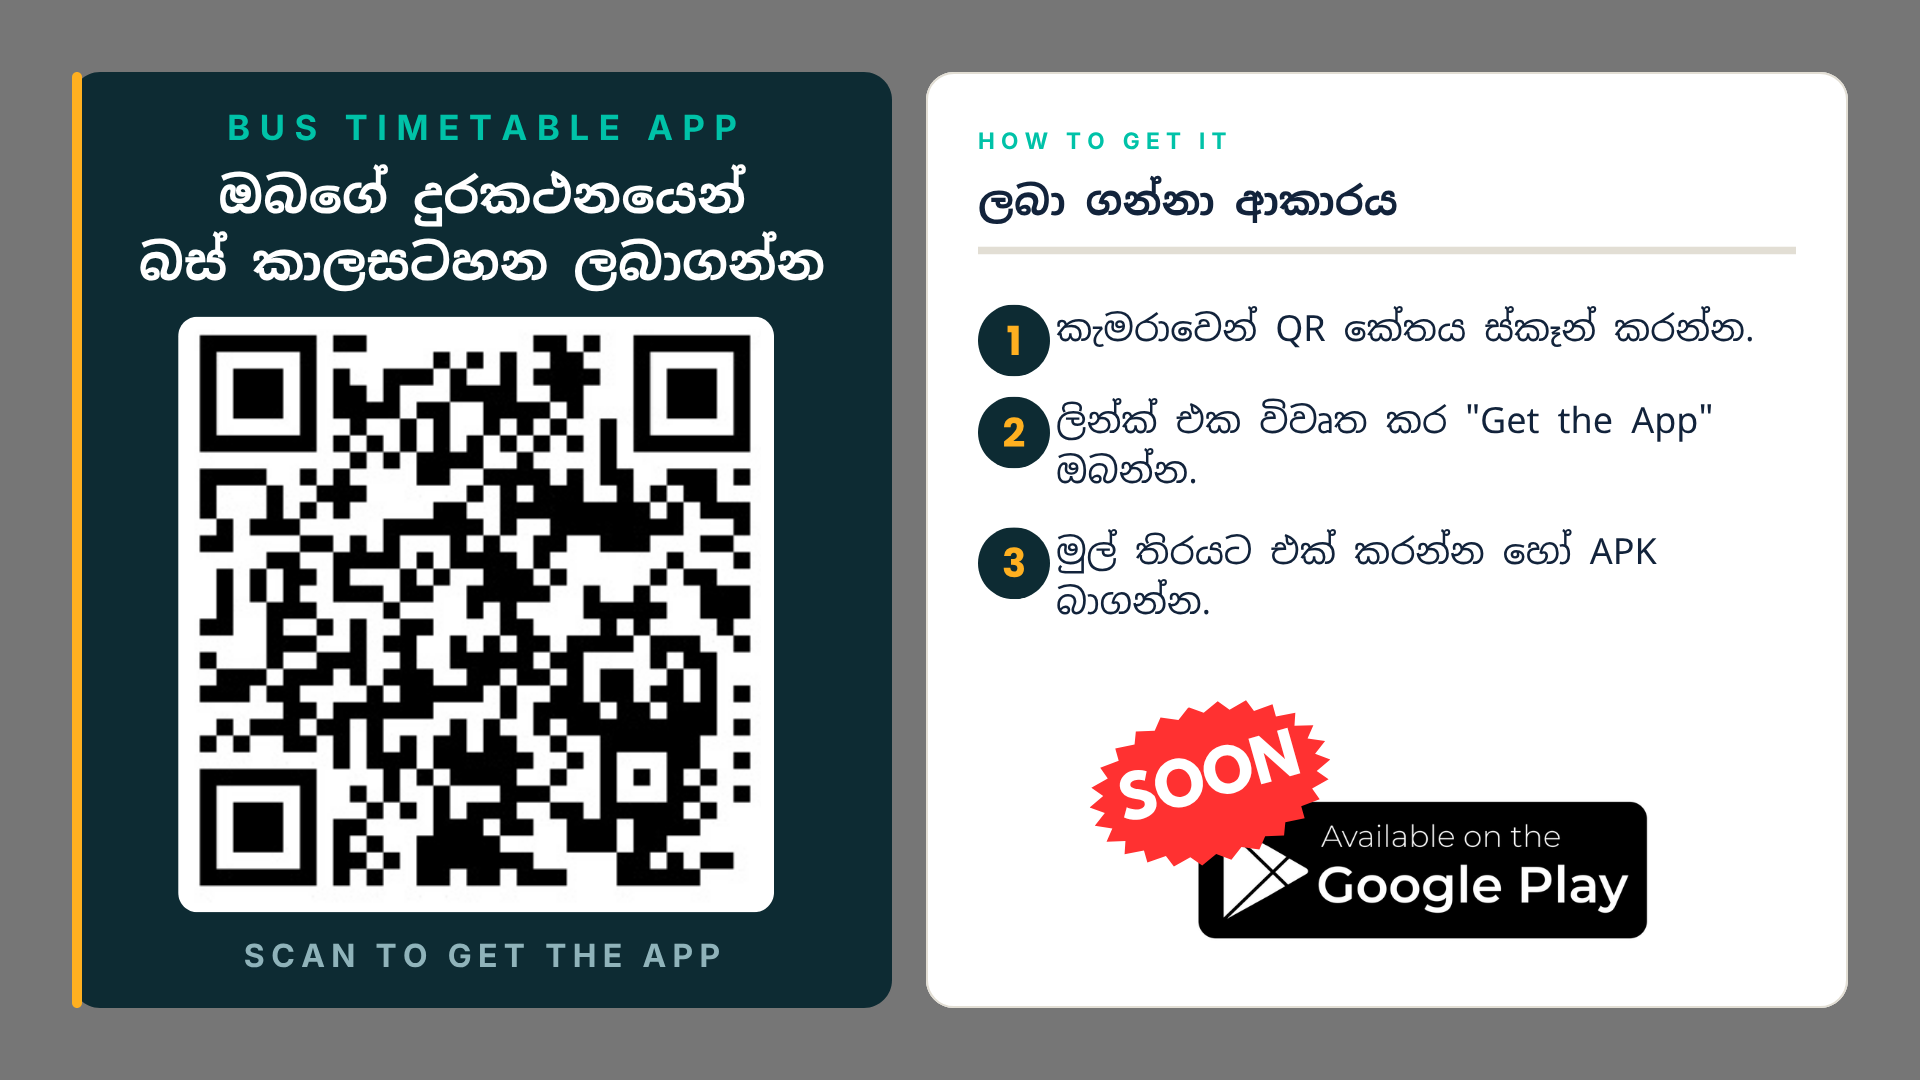 BUS TIMETABLE APP
ඔබගේ දුරකථනයෙන්
බස් කාලසටහන ලබාගන්න
SCAN TO GET THE APP
HOW TO GET IT
ලබා ගන්නා ආකාරය
1 කැමරාවෙන් QR කේතය ස්කෑන් කරන්න.
2 ලින්ක් එක විවෘත කර "Get the App"
ඔබන්න.
3 මුල් තිරයට එක් කරන්න හෝ APK
බාගන්න.
SOON
Available on the
Google Play